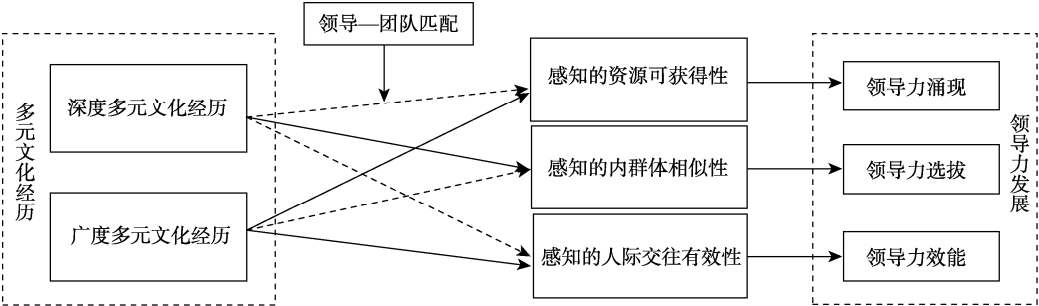 领导—团队匹配
多元文化经历
深度多元文化经历
广度多元文化经历
感知的资源可获得性
感知的内群体相似性
感知的人际交往有效性
领导力涌现
领导力选拔
领导力效能
领导力发展